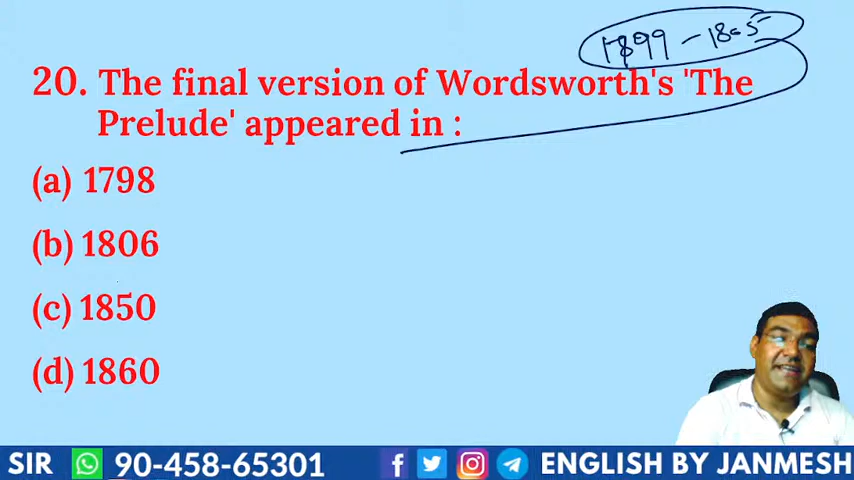 1899 - 1805
20. The final version of Wordsworth's 'The
Prelude' appeared in :
(a) 1798
(b) 1806
(c) 1850
(d) 1860
SIR 90-458-65301 ENGLISH BY JANMESH